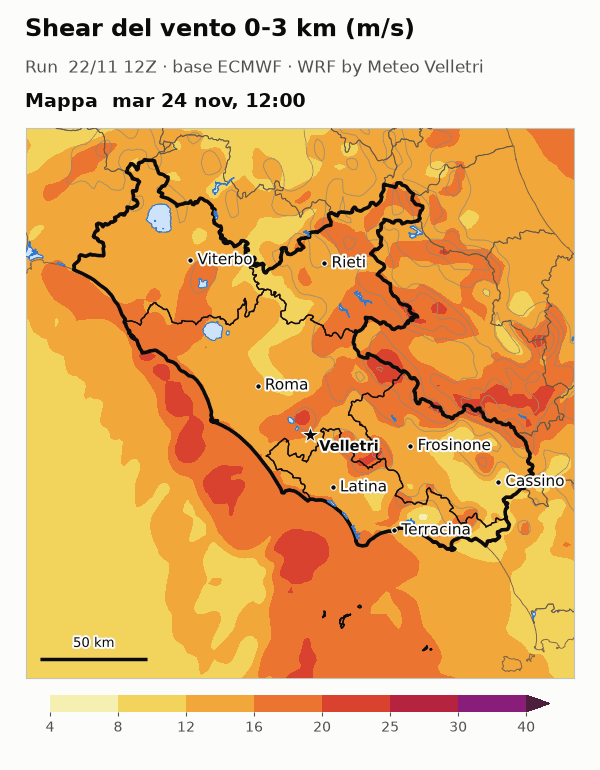 Shear del vento 0-3 km (m/s)
Run  22/11 12Z · base ECMWF · WRF by Meteo Velletri
Mappa  mar 24 nov, 12:00
Viterbo
Rieti
Roma
Velletri
Frosinone
Cassino
Latina
Terracina
50 km
4 8 12 16 20 25 30 40